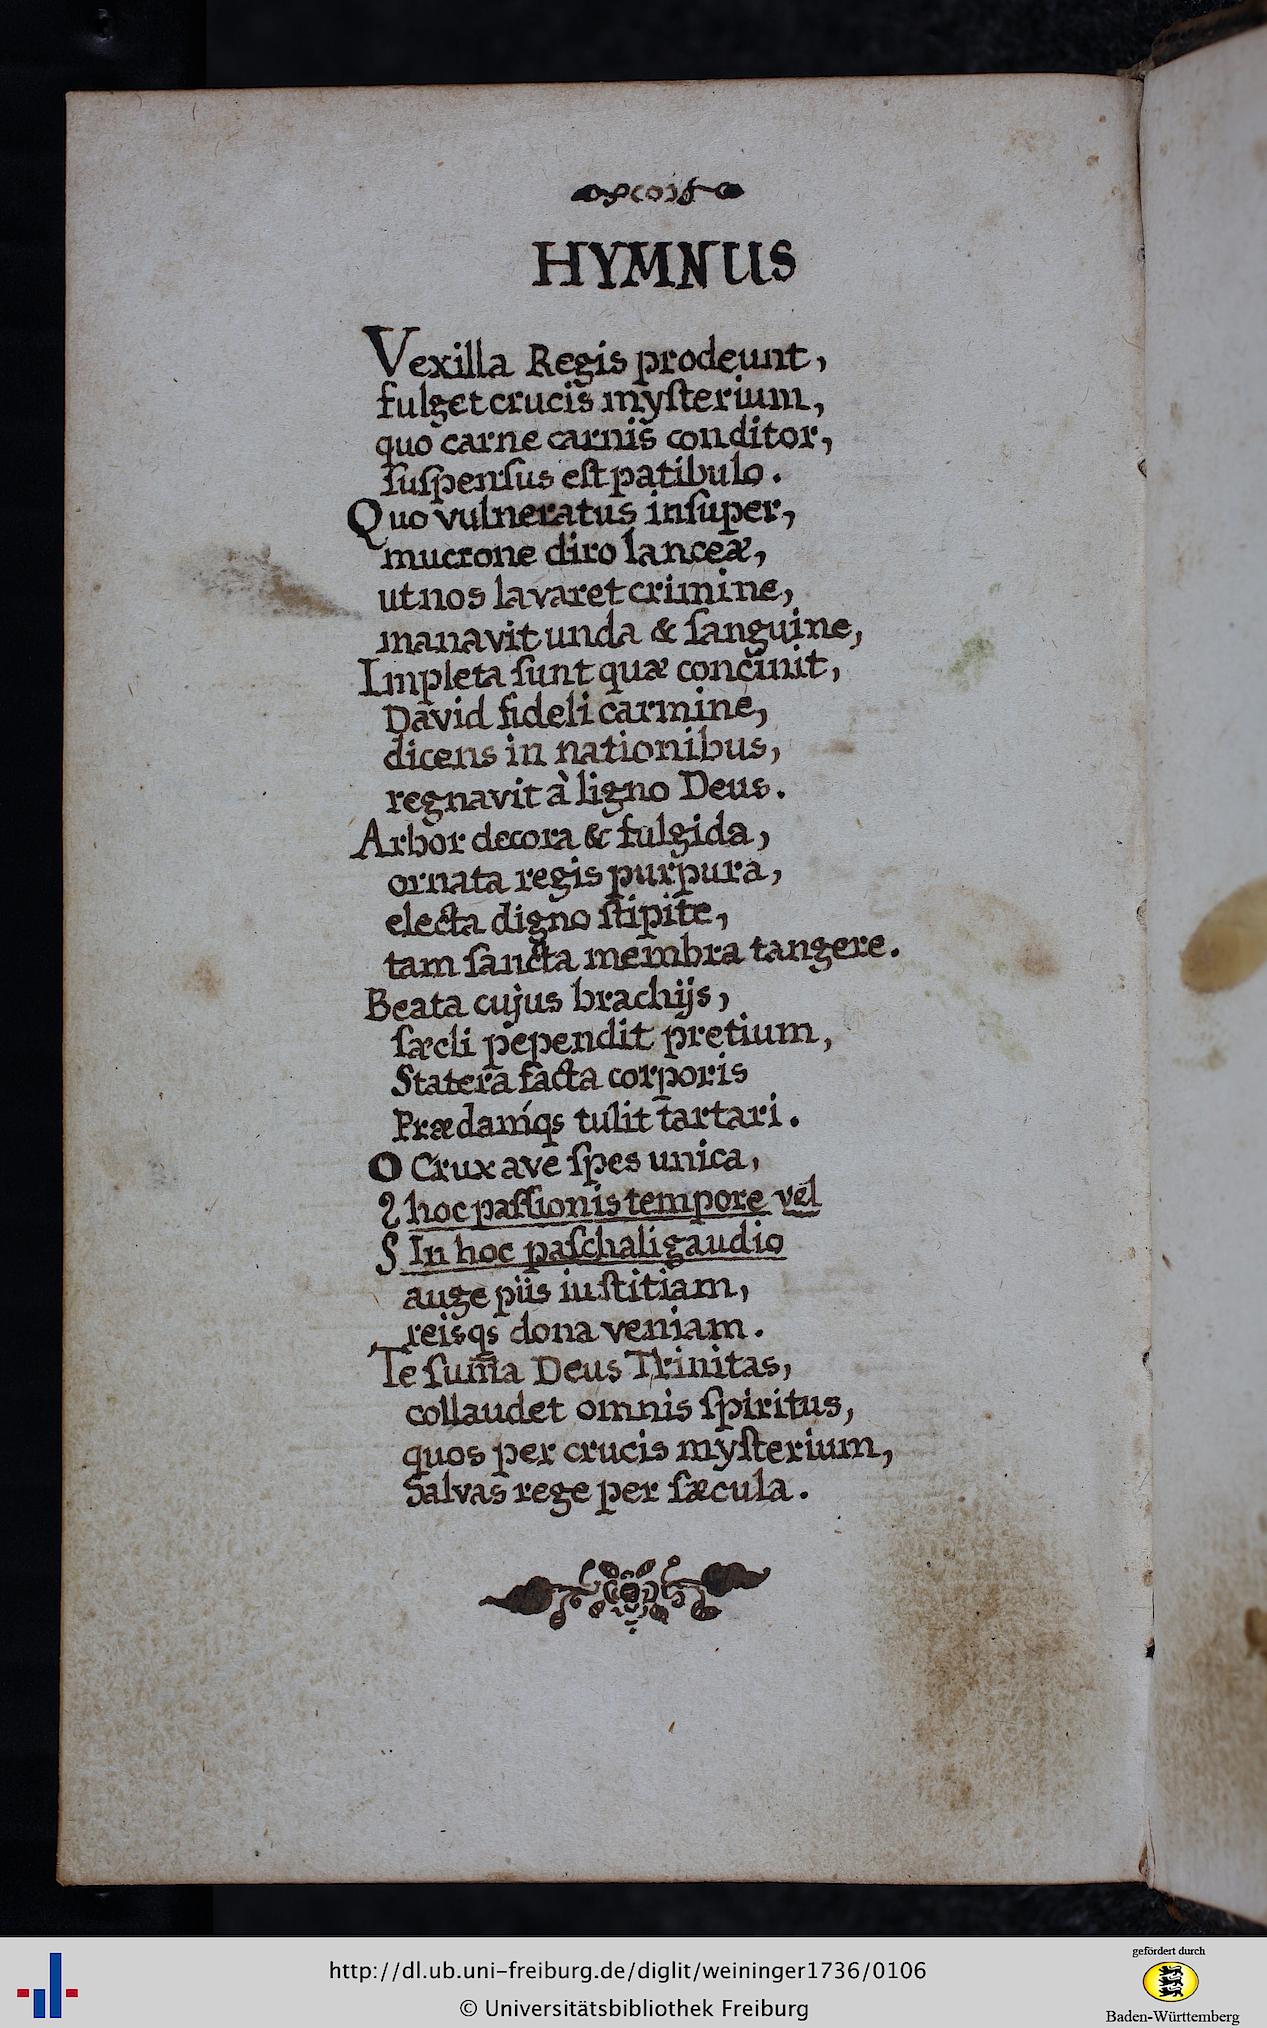 HYMNUS
Vexilla Regis prodeunt,
fulget crucis myſterium,
quo carne carnis conditor,
ſuſpenſus eſt patibulo.
Quo vulneratus inſuper,
mucrone diro lanceæ,
ut nos lavaret crimine,
manavit unda & ſanguine,
Impleta ſunt quæ concinit,
David fideli carmine,
dicens in nationibus,
regnavit à ligno Deus.
Arbor decora & fulgida,
ornata regis purpura,
electa digno ſtipite,
tam ſancta membra tangere.
Beata cujus brachijs,
ſæcli pependit pretium,
Statera facta corporis
Prædamq́s tulit tartari.
O Crux ave ſpes unica,
hoc paſſionis tempore vel
§ In hoc paſchali gaudio
auge piis iuſtitiam,
reisqs dona veniam.
Te ſum̄a Deus Trinitas,
collaudet omnis ſpiritus,
quos per crucis myſterium,
Salvas rege per ſæcula.
http://dl.ub.uni-freiburg.de/diglit/weininger1736/0106
© Universitätsbibliothek Freiburg
gefördert durch
Baden-Württemberg